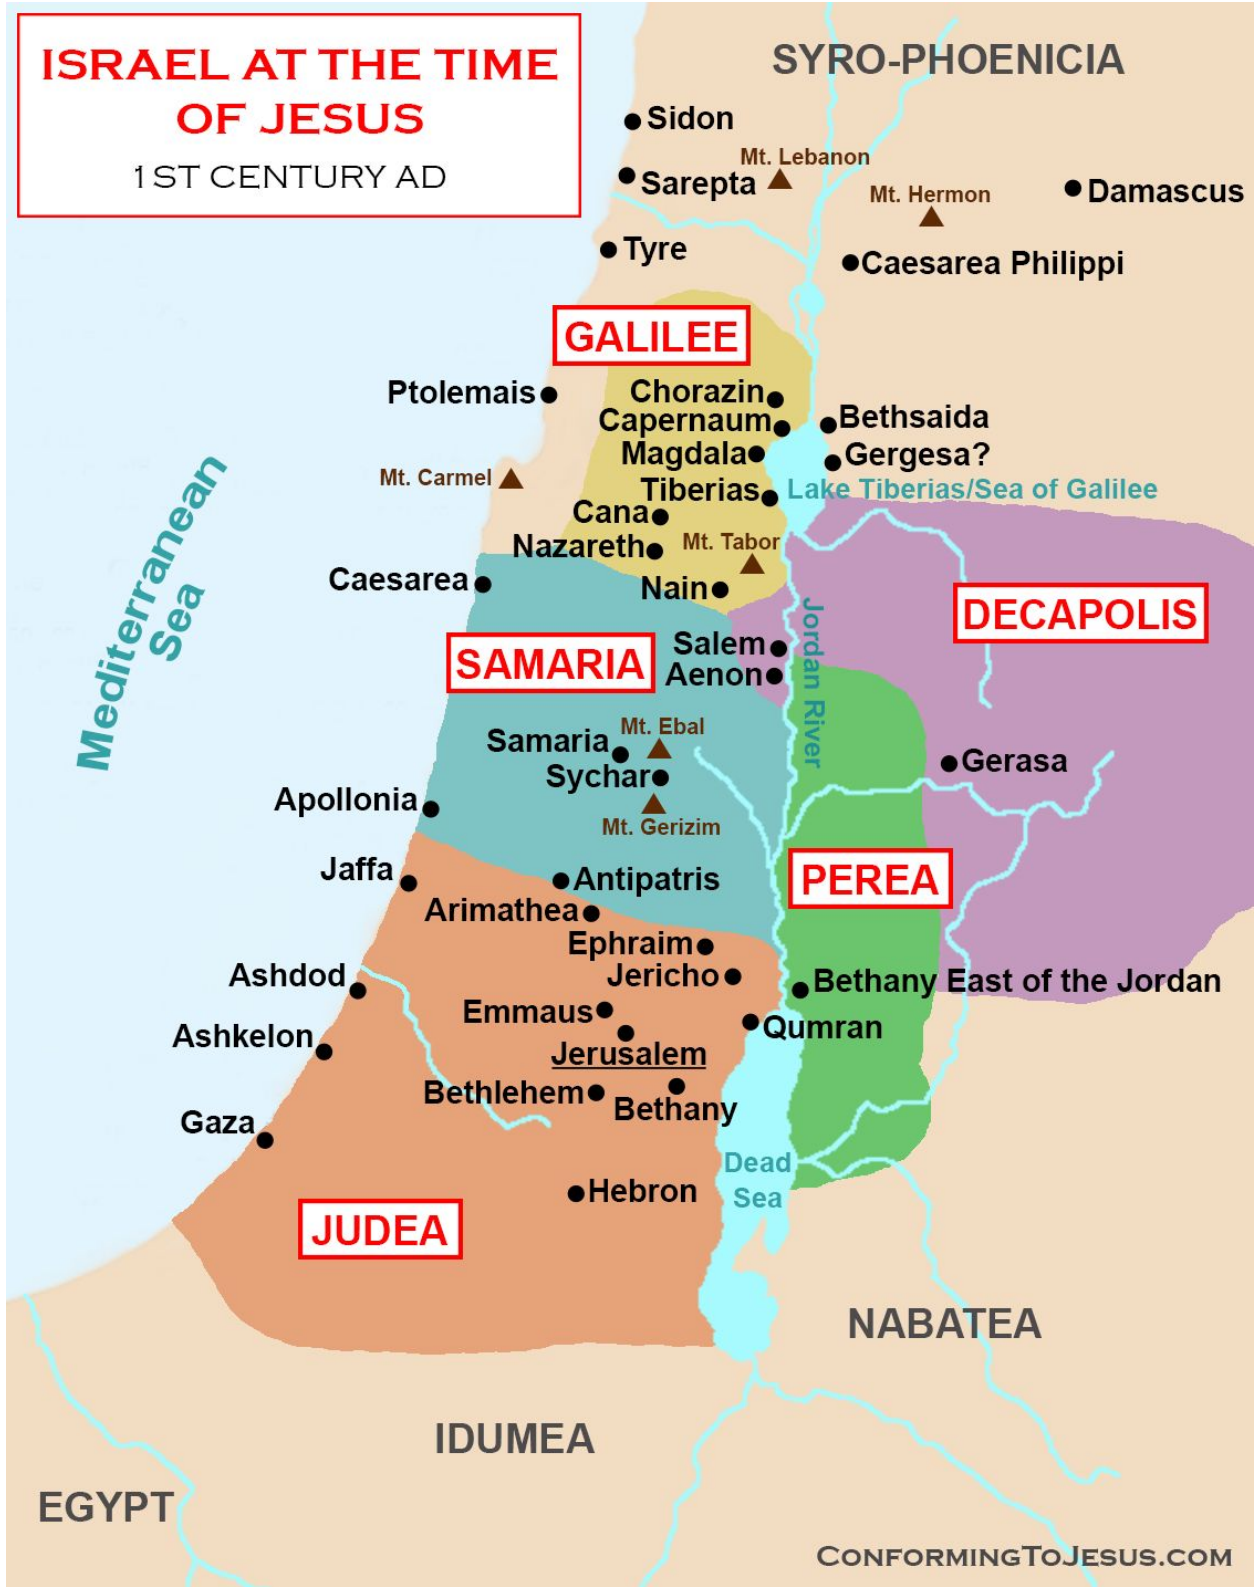 ISRAEL AT THE TIME
OF JESUS
1ST CENTURY AD
SYRO-PHOENICIA
Sidon
Mt. Lebanon
Sarepta
Mt. Hermon
Damascus
Tyre
Caesarea Philippi
GALILEE
Ptolemais
Chorazin
Capernaum
Bethsaida
Magdala
Gergesa?
Mt. Carmel
Tiberias
Lake Tiberias/Sea of Galilee
Cana
Nazareth
Mt. Tabor
Mediterranean
Sea
Caesarea
Nain
DECAPOLIS
Jordan River
Salem
SAMARIA
Aenon
Mt. Ebal
Samaria
Gerasa
Sychar
Apollonia
Mt. Gerizim
Jaffa
Antipatris
PEREA
Arimathea
Ephraim
Ashdod
Jericho
Bethany East of the Jordan
Emmaus
Qumran
Ashkelon
Jerusalem
Bethlehem
Bethany
Gaza
Dead
Sea
Hebron
JUDEA
NABATEA
IDUMEA
EGYPT
CONFORMINGTOJESUS.COM